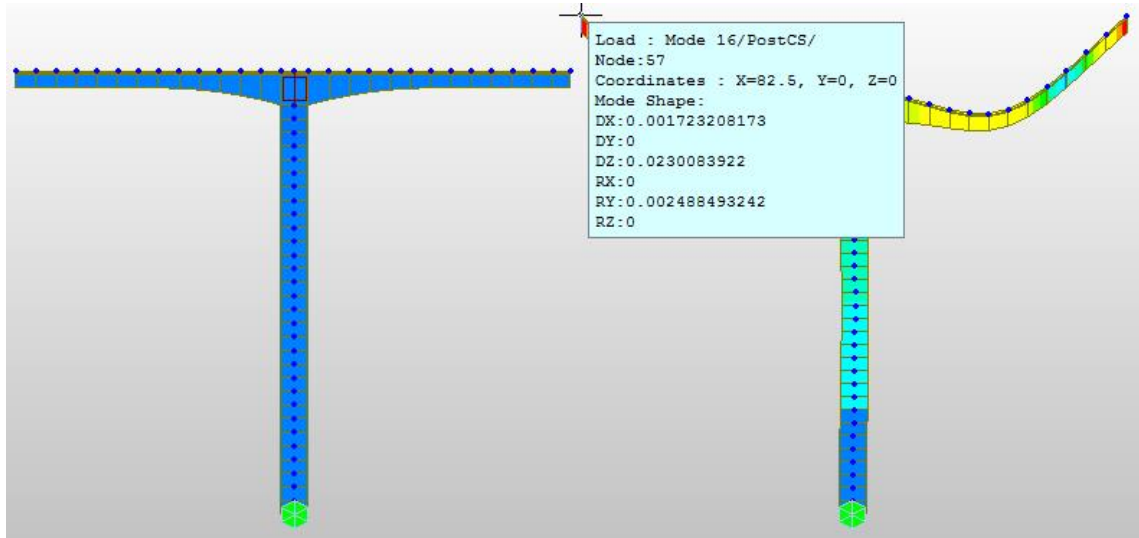 Load : Mode 16/PostCS/
Node:57
Coordinates : X=82.5, Y=0, Z=0
Mode Shape:
DX:0.001723208173
DY:0
DZ:0.0230083922
RX:0
RY:0.002488493242
RZ:0